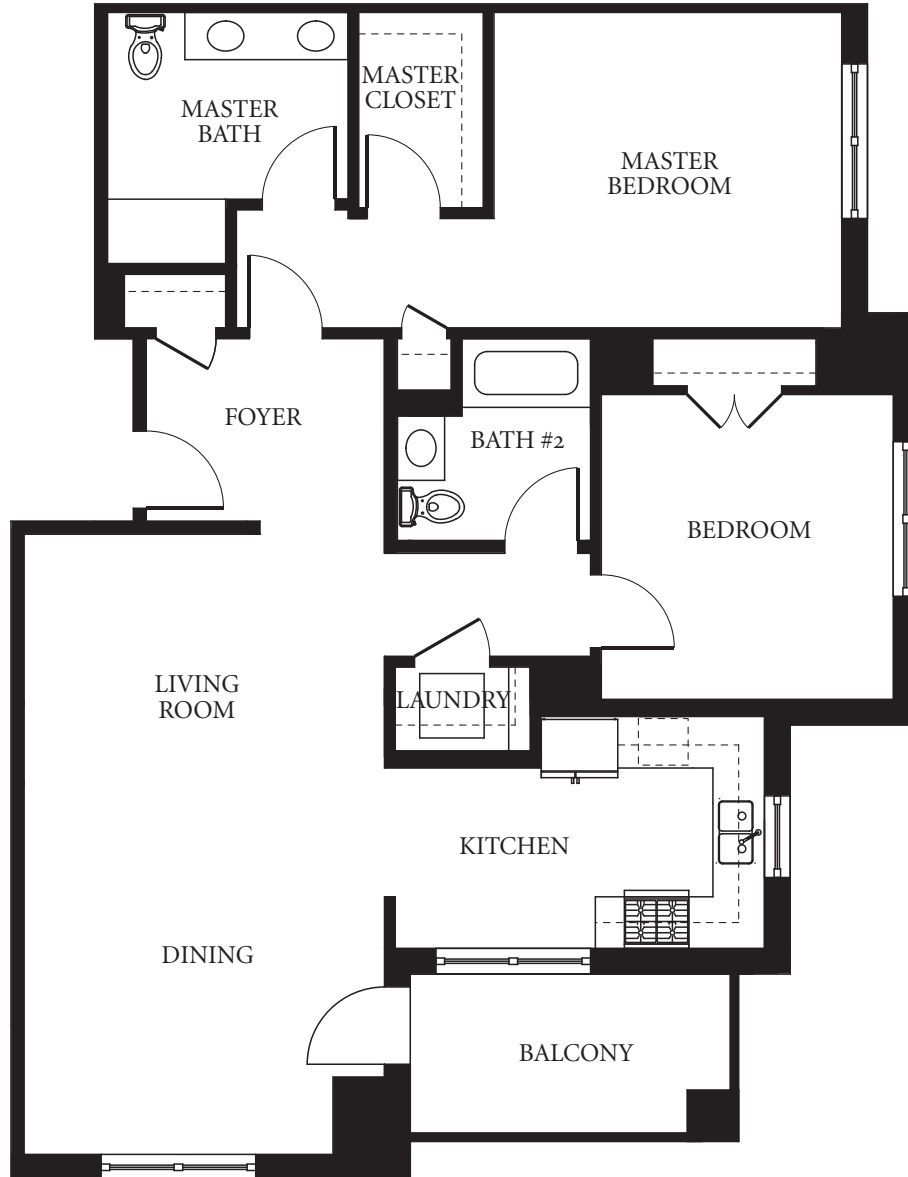 MASTER
BATH
MASTER
CLOSET
MASTER
BEDROOM
FOYER
BATH #2
BEDROOM
LIVING
ROOM
LAUNDRY
KITCHEN
DINING
BALCONY